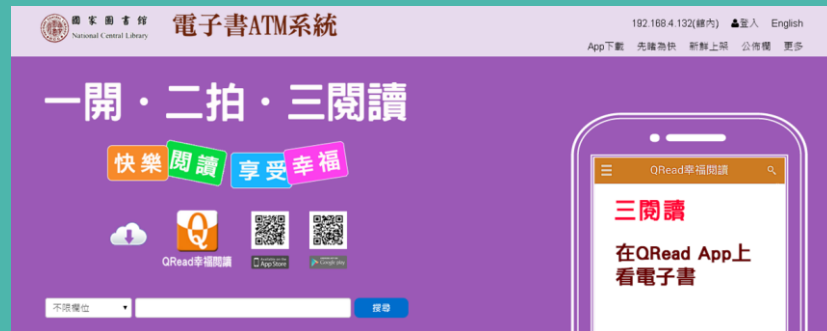 國家圖書館
National Central Library
電子書ATM系統
192.168.4.132(館內) 登入 English
App下載 先睹為快 新鮮上架 公佈欄 更多
一開・二拍・三閱讀
快樂 閱讀 享受 幸福
QRead幸福閱讀
App Store
Google play
不限欄位
搜尋
QRead幸福閱讀
三閱讀
在QRead App上
看電子書